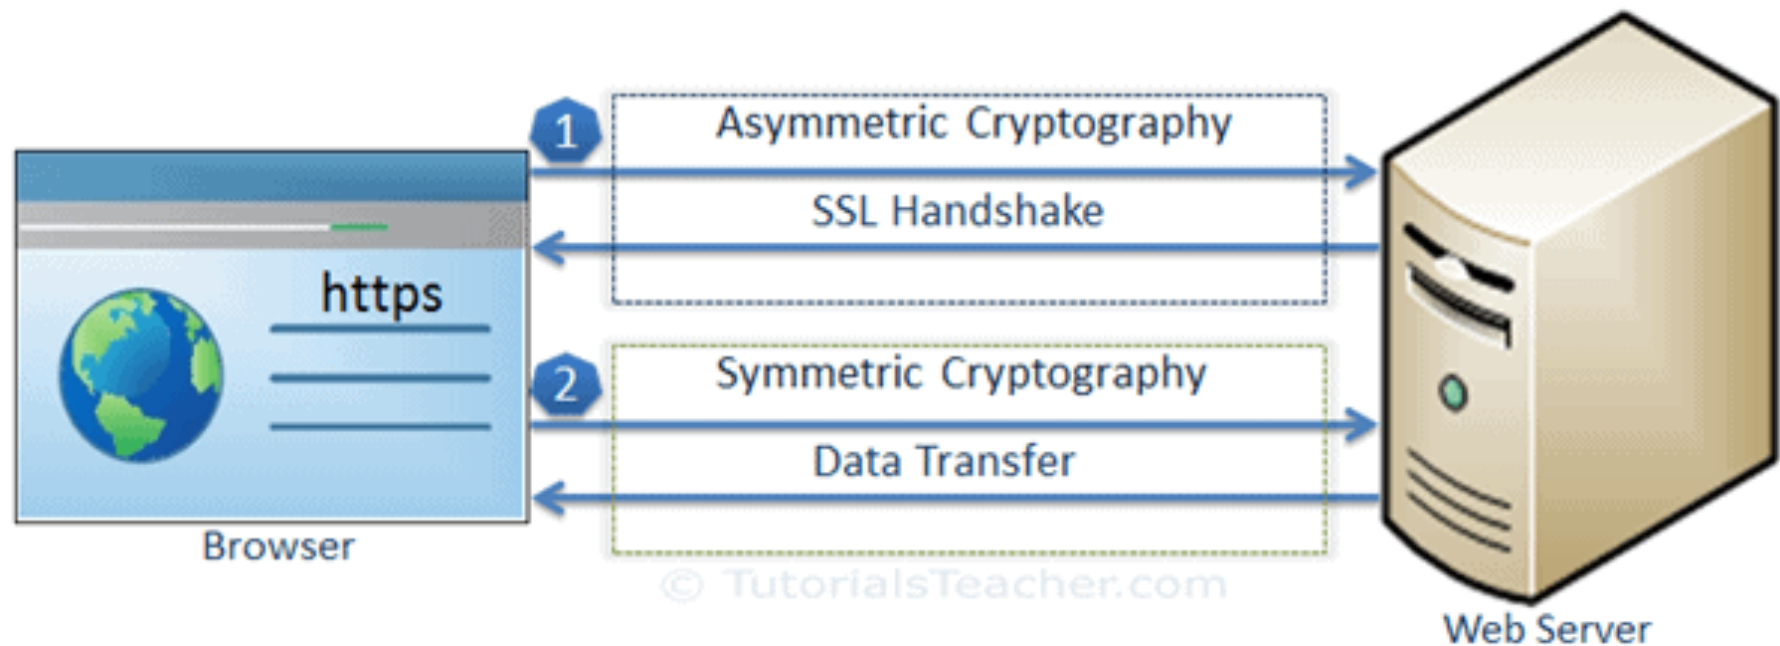 1
Asymmetric Cryptography
SSL Handshake
https
2
Symmetric Cryptography
Data Transfer
Browser
© TutorialsTeacher.com
Web Server